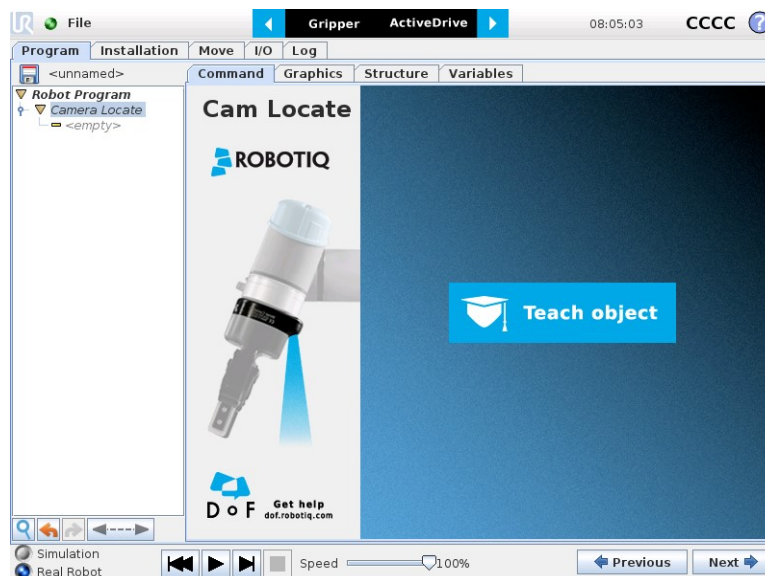 UR File Gripper ActiveDrive 08:05:03 CCCC ?
Program Installation Move I/O Log
<unnamed> Command Graphics Structure Variables
Robot Program
Camera Locate
<empty>
Cam Locate
ROBOTIQ
Teach object
DoF Get help
dof.robotiq.com
Simulation
Real Robot
Speed 100% Previous Next